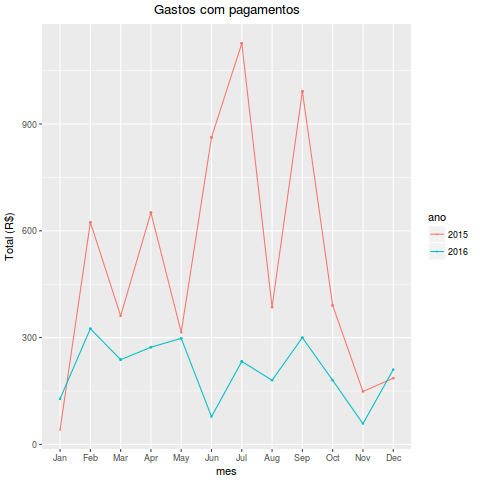 Gastos com pagamentos
Total (R$)
900
600
300
0
Jan Feb Mar Apr May Jun Jul Aug Sep Oct Nov Dec
mes
ano
2015
2016